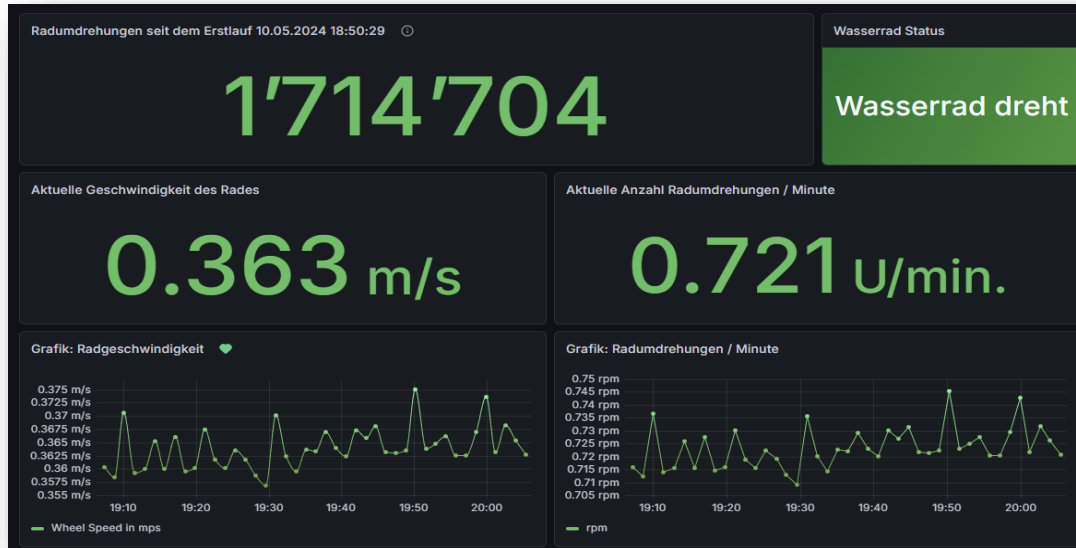 Radumdrehungen seit dem Erstlauf 10.05.2024 18:50:29
1’714’704
Wasserrad Status
Wasserrad dreht
Aktuelle Geschwindigkeit des Rades
0.363 m/s
Aktuelle Anzahl Radumdrehungen / Minute
0.721 U/min.
Grafik: Radgeschwindigkeit
0.375 m/s
0.3725 m/s
0.37 m/s
0.3675 m/s
0.365 m/s
0.3625 m/s
0.36 m/s
0.3575 m/s
0.355 m/s
19:10 19:20 19:30 19:40 19:50 20:00
Wheel Speed in mps
Grafik: Radumdrehungen / Minute
0.75 rpm
0.745 rpm
0.74 rpm
0.735 rpm
0.73 rpm
0.725 rpm
0.72 rpm
0.715 rpm
0.71 rpm
0.705 rpm
19:10 19:20 19:30 19:40 19:50 20:00
rpm